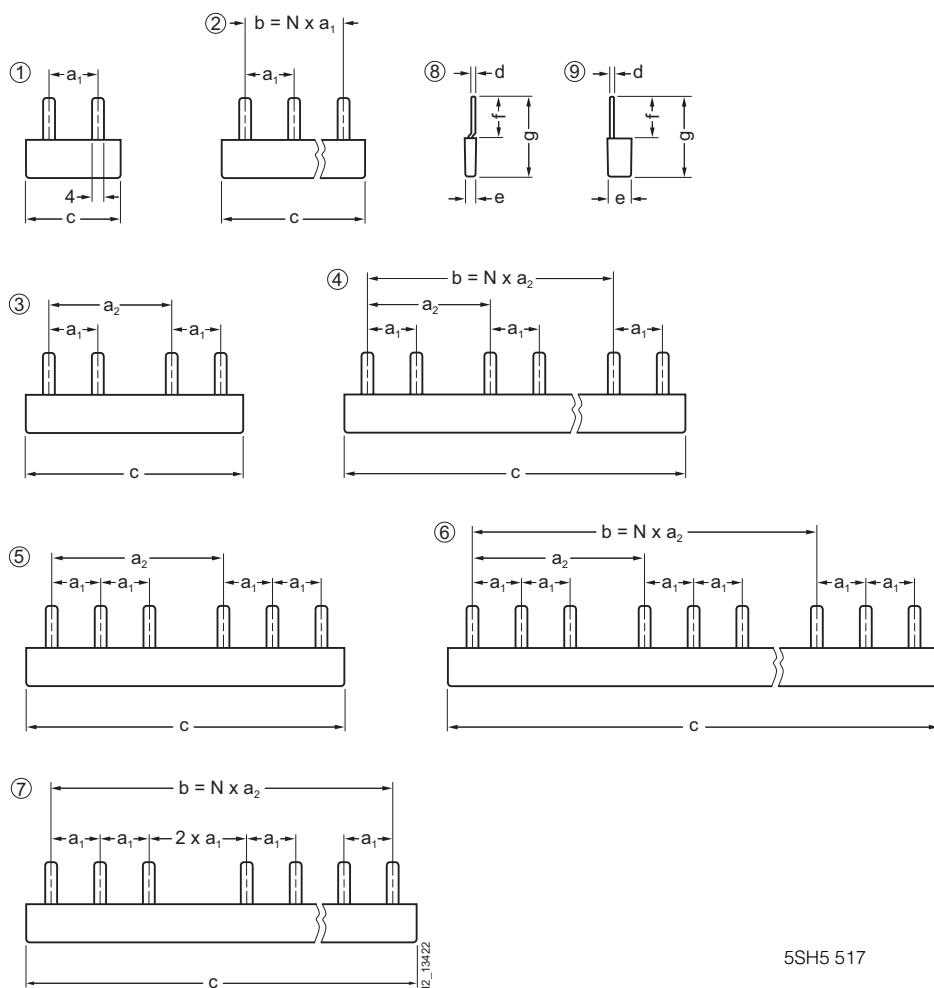 ① a₁ 4 c
② b = N x a₁ a₁ c
⑧ d f g e
⑨ d f g e
③ a₂ a₁ a₁ c
④ b = N x a₂ a₂ a₁ a₁ a₁ c
⑤ a₂ a₁ a₁ a₁ a₁ c
⑥ b = N x a₂ a₂ a₁ a₁ a₁ a₁ a₁ a₁ c
⑦ b = N x a₂ a₁ a₁ 2 x a₁ a₁ a₁ c
I2_13422
5SH5 517